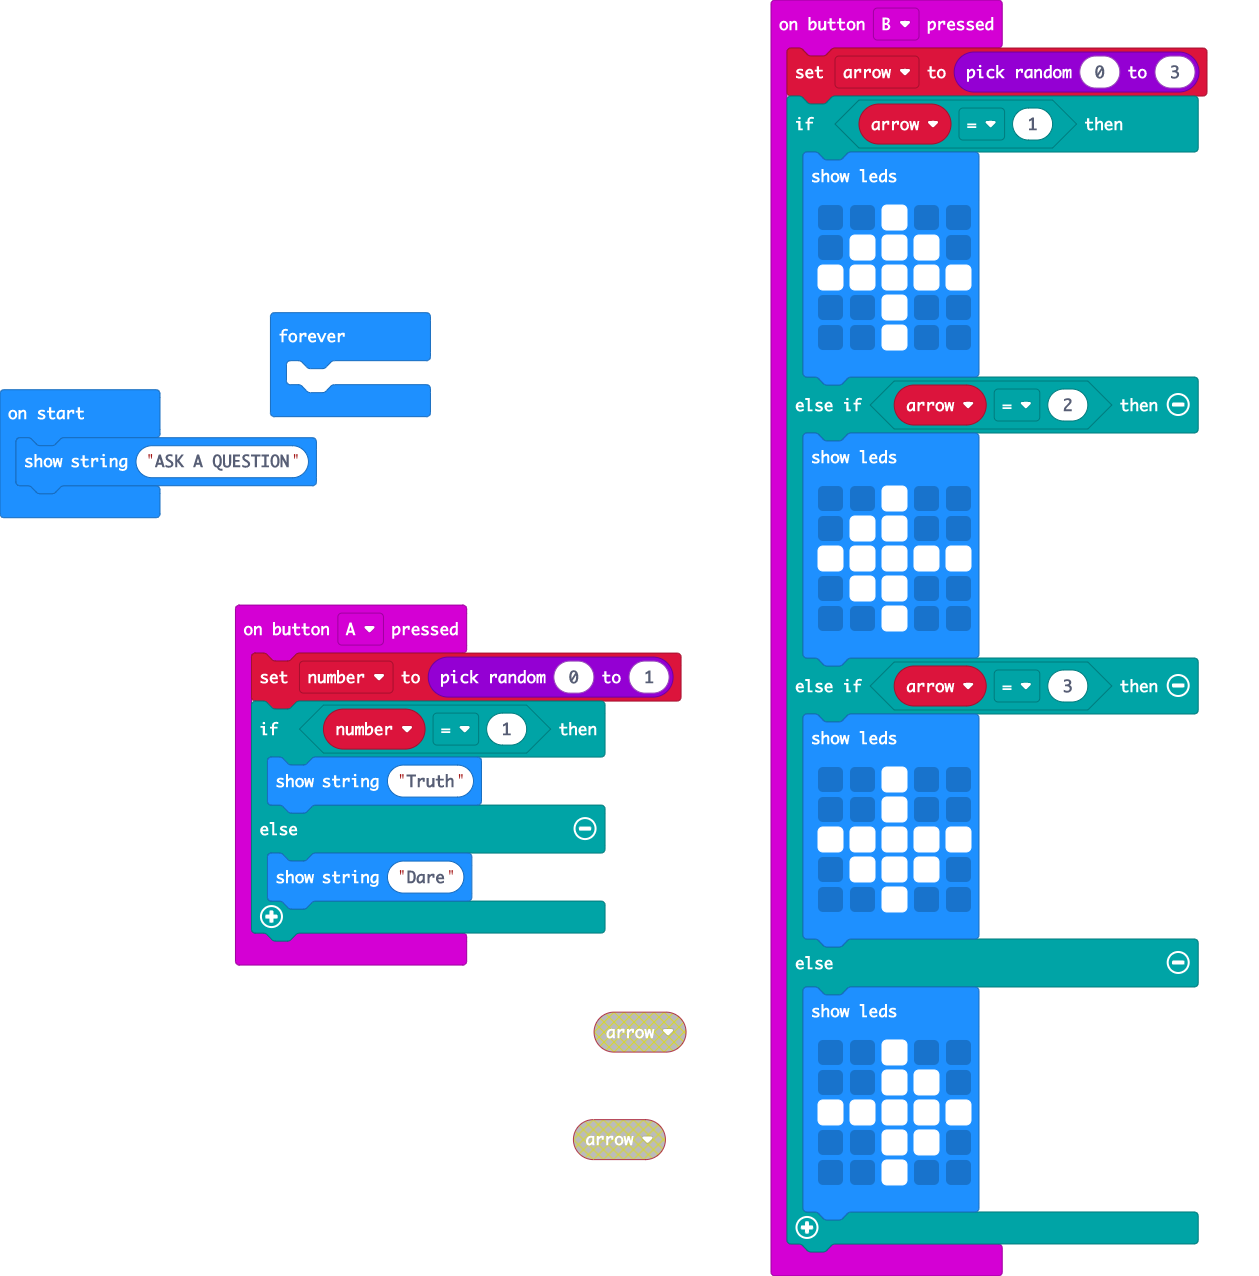 forever
on start
show string "ASK A QUESTION"
on button A pressed
set number to pick random 0 to 1
if number = 1 then
show string "Truth"
else
show string "Dare"
arrow
arrow
on button B pressed
set arrow to pick random 0 to 3
if arrow = 1 then
show leds
else if arrow = 2 then
show leds
else if arrow = 3 then
show leds
else
show leds